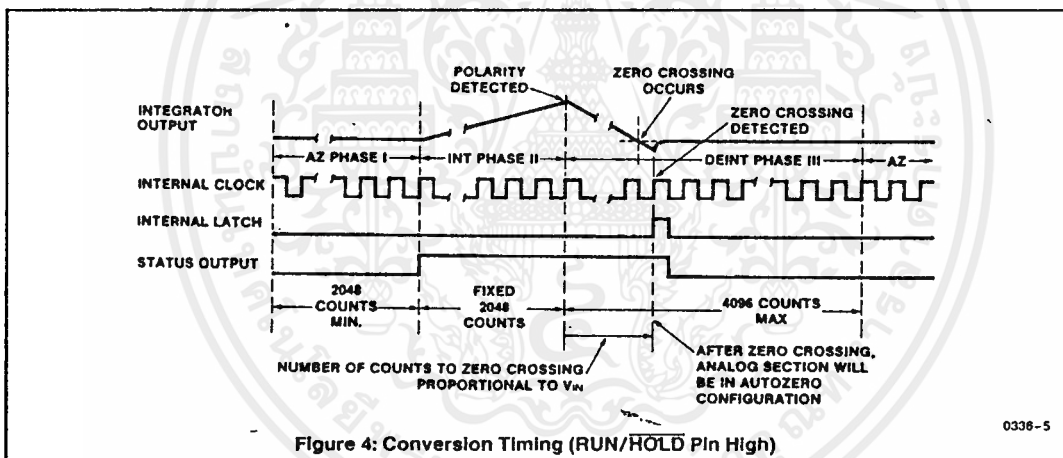 POLARITY
DETECTED
ZERO CROSSING
OCCURS
INTEGRATOR
OUTPUT
ZERO CROSSING
DETECTED
AZ PHASE I
INT PHASE II
DEINT PHASE III
AZ
INTERNAL CLOCK
INTERNAL LATCH
STATUS OUTPUT
2048
COUNTS
MIN.
FIXED
2048
COUNTS
4096 COUNTS
MAX
NUMBER OF COUNTS TO ZERO CROSSING
PROPORTIONAL TO VIN
AFTER ZERO CROSSING,
ANALOG SECTION WILL
BE IN AUTOZERO
CONFIGURATION
0336-5
Figure 4: Conversion Timing (RUN/HOLD Pin High)